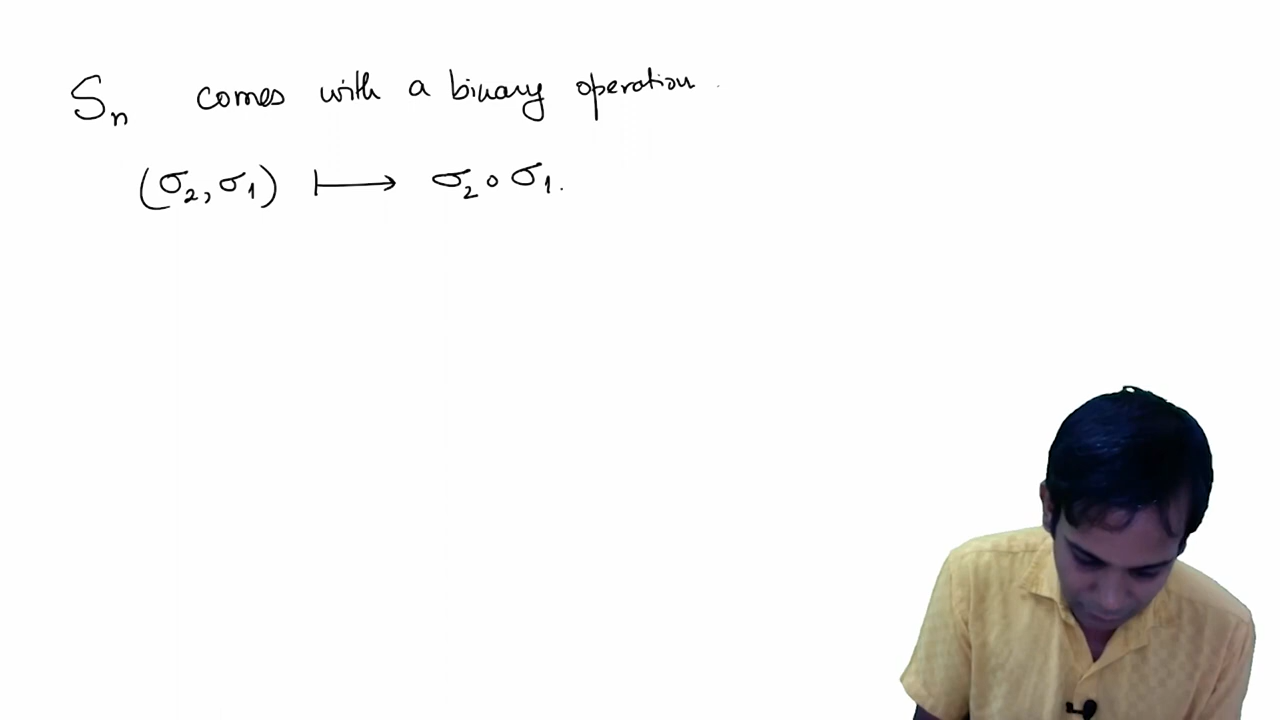 Sₙ comes with a binary operation.
(σ₂, σ₁) ⟼ σ₂ ∘ σ₁.